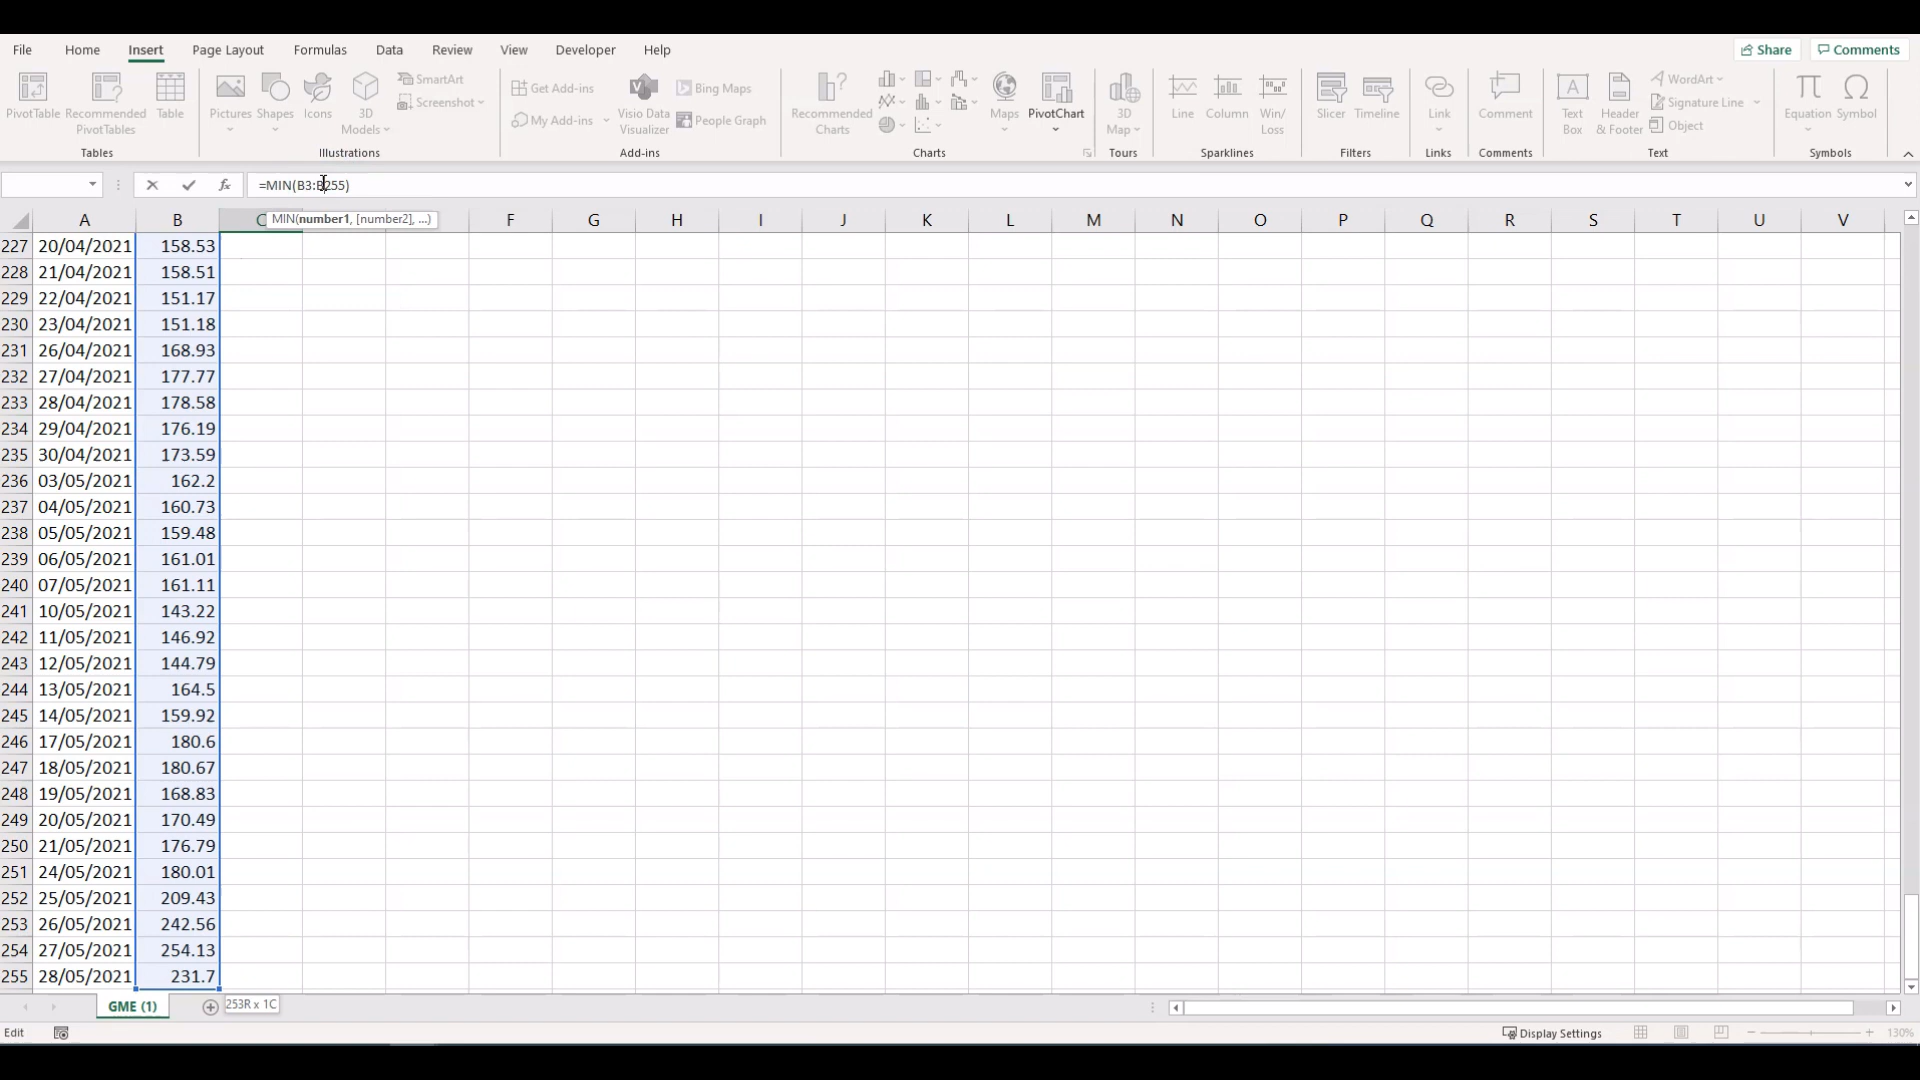 File Home Insert Page Layout Formulas Data Review View Developer Help Share Comments
PivotTable Recommended PivotTables Table
Pictures Shapes Icons 3D Models SmartArt Screenshot
Get Add-ins My Add-ins Visio Data Visualizer Bing Maps People Graph
Recommended Charts Maps PivotChart
3D Map
Line Column Win/Loss
Slicer Timeline
Link
Comment
Text Box Header & Footer WordArt Signature Line Object
Equation Symbol
Tables Illustrations Add-ins Charts Tours Sparklines Filters Links Comments Text Symbols
fx =MIN(B3:B255)
MIN(number1, [number2], ...)
A B C F G H I J K L M N O P Q R S T U V
227 20/04/2021 158.53
228 21/04/2021 158.51
229 22/04/2021 151.17
230 23/04/2021 151.18
231 26/04/2021 168.93
232 27/04/2021 177.77
233 28/04/2021 178.58
234 29/04/2021 176.19
235 30/04/2021 173.59
236 03/05/2021 162.2
237 04/05/2021 160.73
238 05/05/2021 159.48
239 06/05/2021 161.01
240 07/05/2021 161.11
241 10/05/2021 143.22
242 11/05/2021 146.92
243 12/05/2021 144.79
244 13/05/2021 164.5
245 14/05/2021 159.92
246 17/05/2021 180.6
247 18/05/2021 180.67
248 19/05/2021 168.83
249 20/05/2021 170.49
250 21/05/2021 176.79
251 24/05/2021 180.01
252 25/05/2021 209.43
253 26/05/2021 242.56
254 27/05/2021 254.13
255 28/05/2021 231.7
GME (1) 253R x 1C
Edit Display Settings 130%